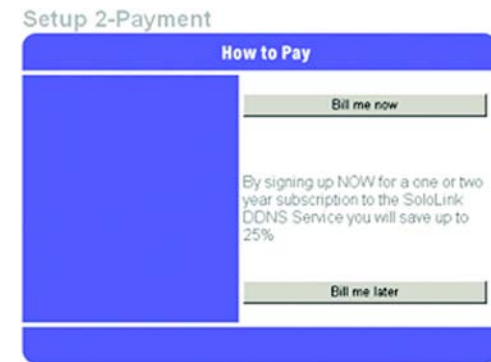 Setup 2-Payment
How to Pay
Bill me now
By signing up NOW for a one or two
year subscription to the SoloLink
DDNS Service you will save up to
25%
Bill me later